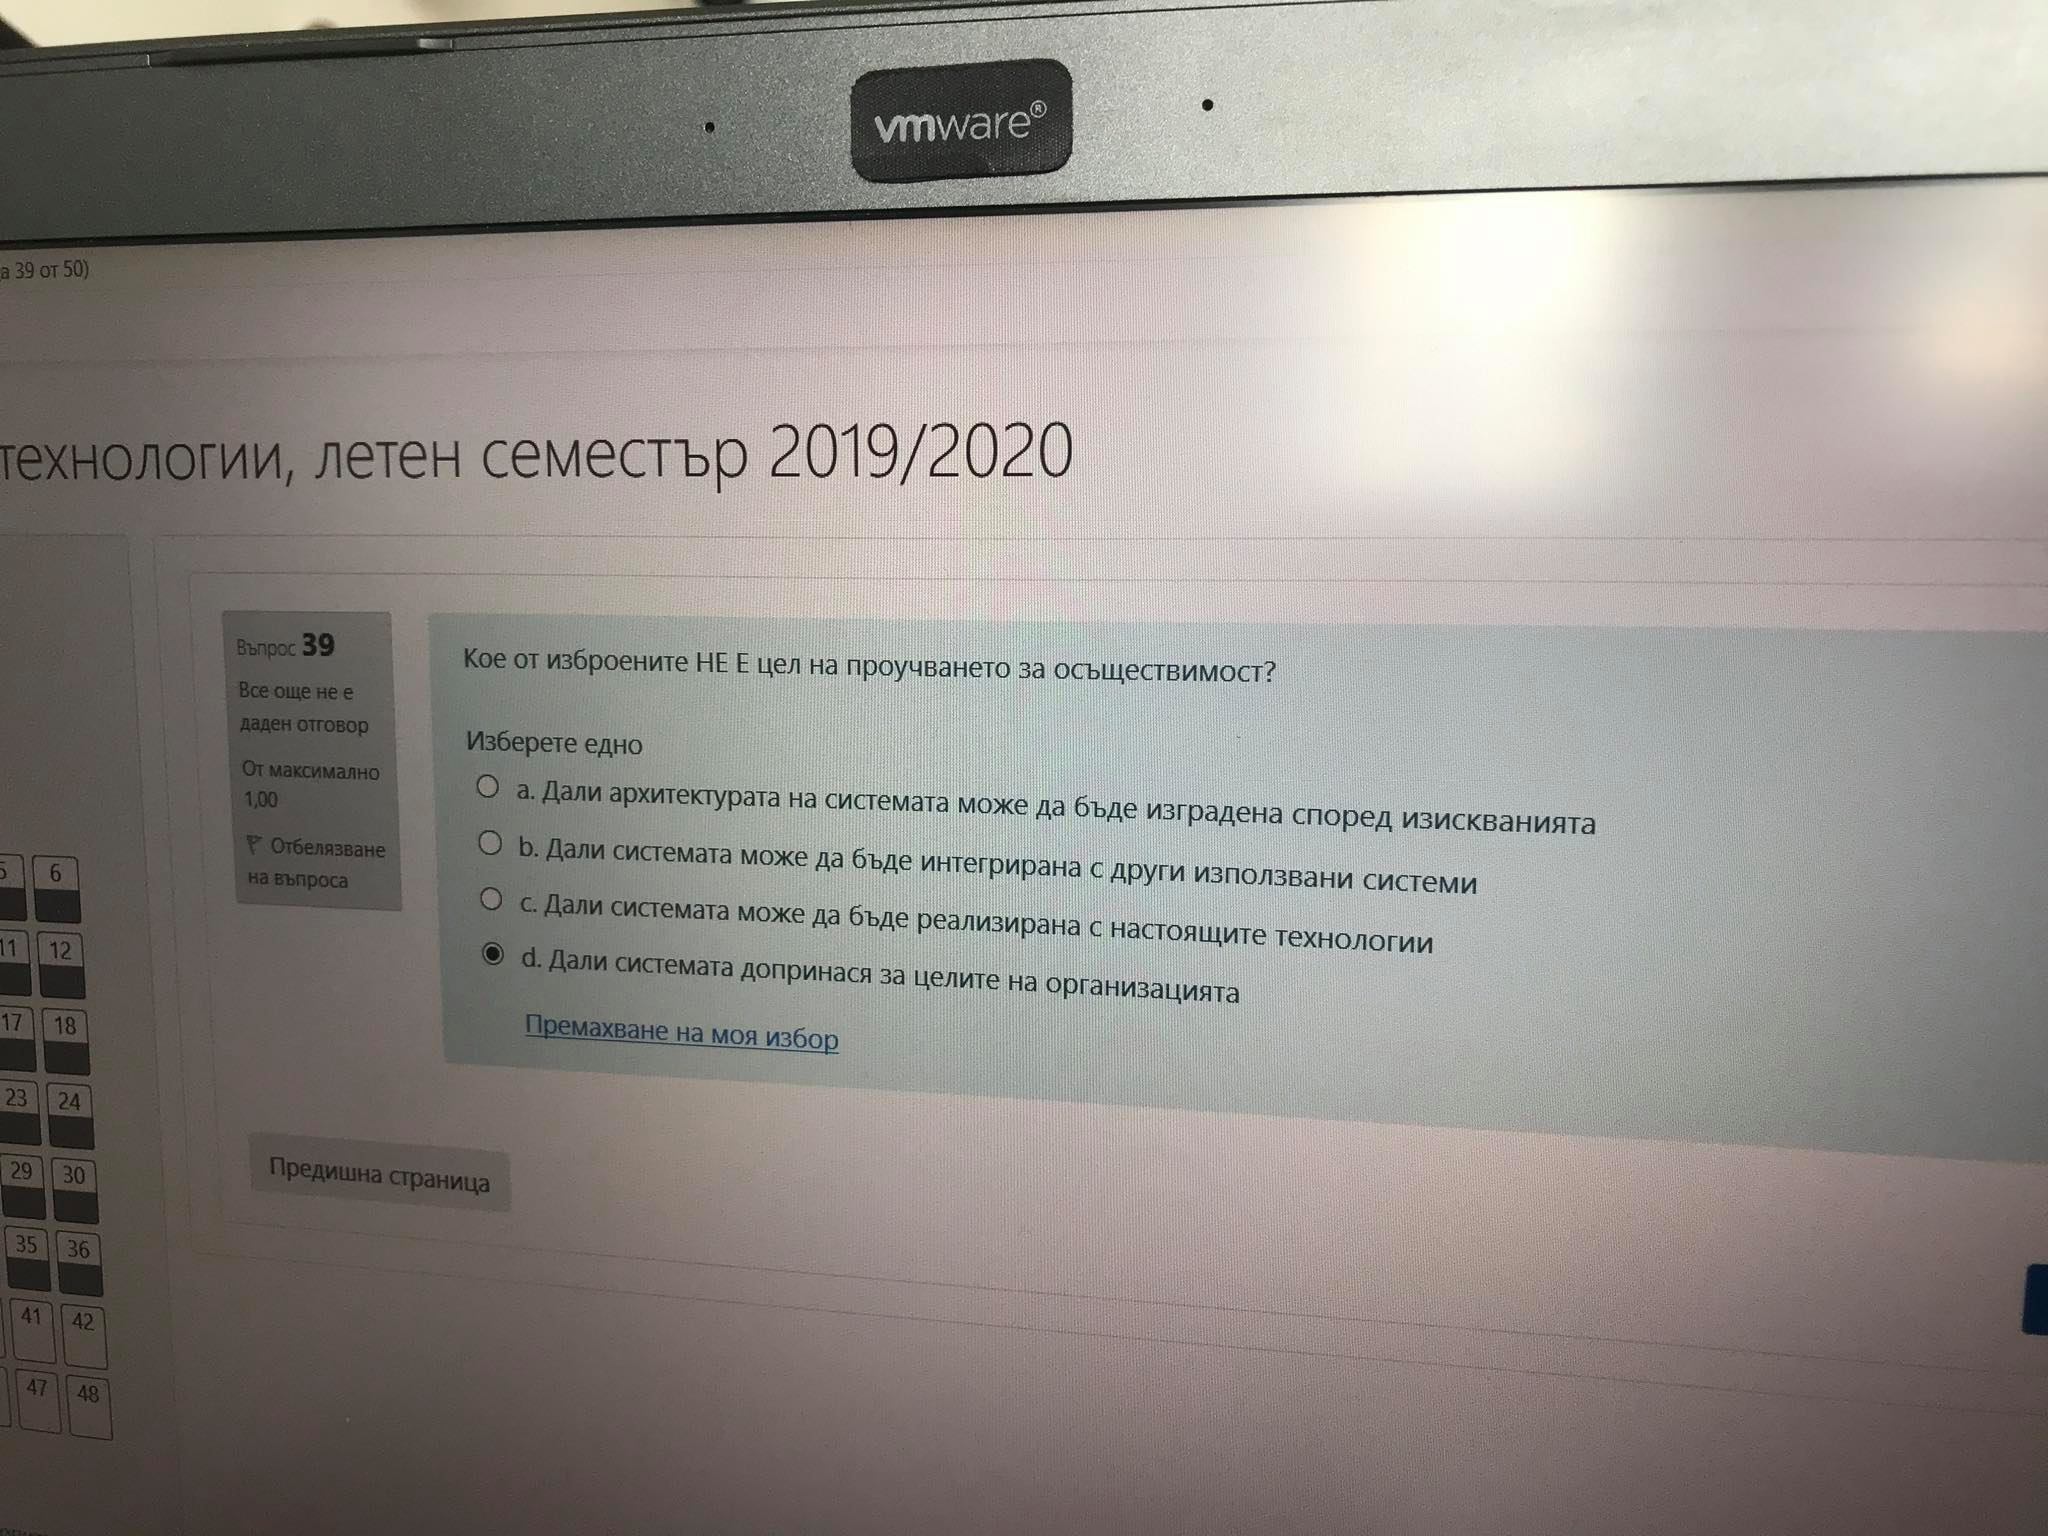 vmware®
а 39 от 50)
технологии, летен семестър 2019/2020
Въпрос 39
Все още не е
даден отговор
От максимално
1,00
Отбелязване
на въпроса
Кое от изброените НЕ Е цел на проучването за осъществимост?
Изберете едно
a. Дали архитектурата на системата може да бъде изградена според изискванията
b. Дали системата може да бъде интегрирана с други използвани системи
c. Дали системата може да бъде реализирана с настоящите технологии
d. Дали системата допринася за целите на организацията
Премахване на моя избор
Предишна страница
5 6
11 12
17 18
23 24
29 30
35 36
41 42
47 48